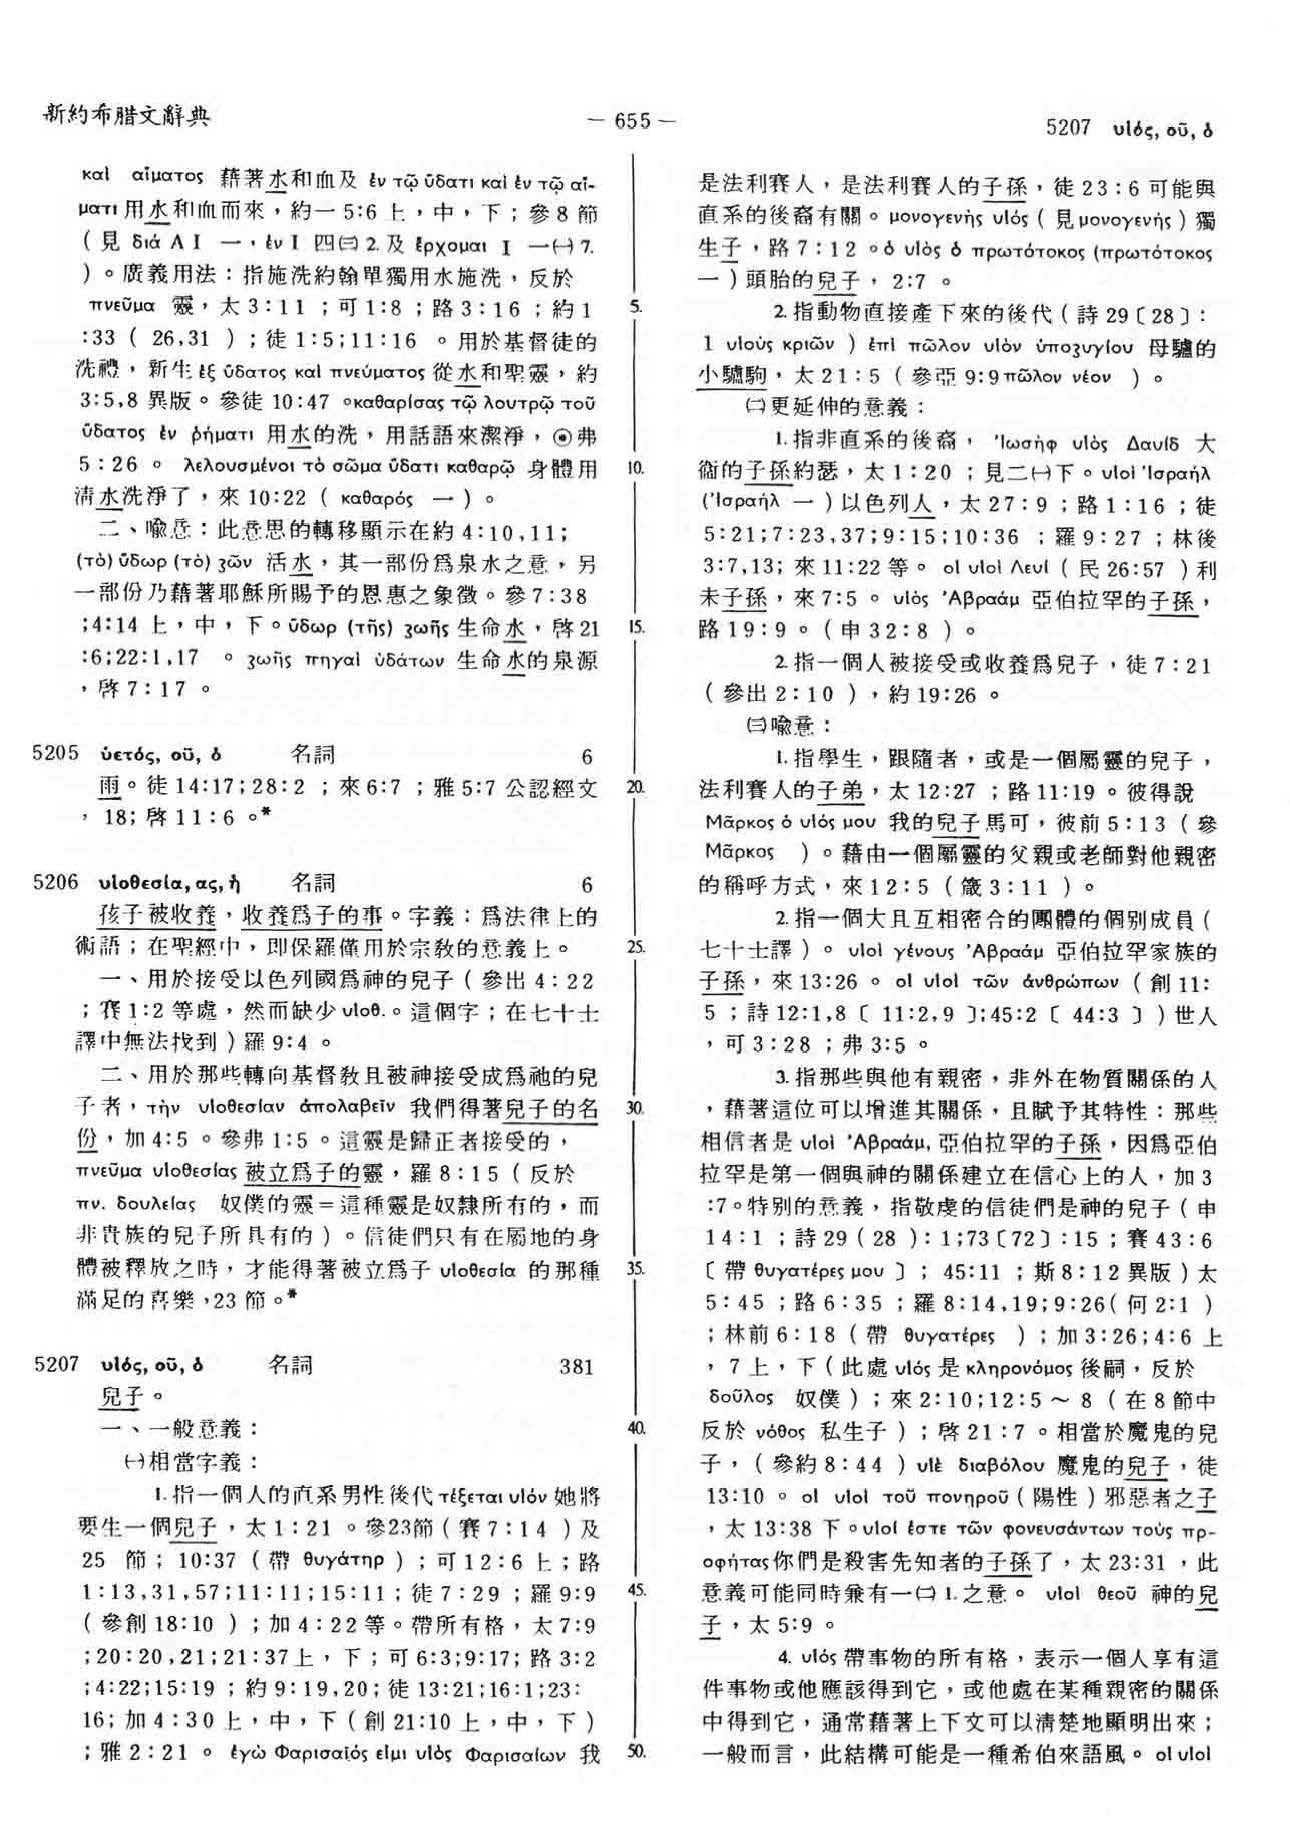 新約希腊文辭典
— 655 —
5207 υἱός, οῦ, ὁ
καὶ αἵματος 藉著水和血及 ἐν τῷ ὕδατι καὶ ἐν τῷ αἵ-
ματι 用水和血而來，約一 5:6 上，中，下；參 8 節
( 見 διά A I 一，ἐν I 四㈢ 2. 及 ἔρχομαι I 一㈠ 7.
) 。廣義用法：指施洗約翰單獨用水施洗，反於
πνεῦμα 靈，太 3:11 ；可 1:8 ；路 3:16 ；約 1
:33 ( 26,31 ) ；徒 1:5;11:16 。用於基督徒的
洗禮，新生 ἐξ ὕδατος καὶ πνεύματος 從水和聖靈，約
3:5,8 異版。參徒 10:47 。καθαρίσας τῷ λουτρῷ τοῦ
ὕδατος ἐν ῥήματι 用水的洗，用話語來潔淨，⊙弗
5:26 。 λελουσμένοι τὸ σῶμα ὕδατι καθαρῷ 身體用
清水洗淨了，來 10:22 ( καθαρός 一 ) 。
二、喩意：此意思的轉移顯示在約 4:10,11;
(τὸ) ὕδωρ (τὸ) ζῶν 活水，其一部份爲泉水之意，另
一部份乃藉著耶穌所賜予的恩惠之象徵。參 7:38
;4:14 上，中，下。ὕδωρ (τῆς) ζωῆς 生命水，啓 21
:6;22:1,17 。 ζωῆς πηγαὶ ὑδάτων 生命水的泉源
，啓 7:17 。
5205 ὑετός, οῦ, ὁ 名詞 6
雨。徒 14:17;28:2 ；來 6:7 ；雅 5:7 公認經文
，18; 啓 11:6 。*
5206 υἱοθεσία, ας, ἡ 名詞 6
孩子被收養，收養爲子的事。字義：爲法律上的
術語；在聖經中，即保羅僅用於宗敎的意義上。
一、用於接受以色列國爲神的兒子 ( 參出 4:22
；賽 1:2 等處，然而缺少 υἱοθ.。這個字；在七十士
譯中無法找到 ) 羅 9:4 。
二、用於那些轉向基督敎且被神接受成爲祂的兒
子者，τὴν υἱοθεσίαν ἀπολαβεῖν 我們得著兒子的名
份，加 4:5 。參弗 1:5 。這靈是歸正者接受的，
πνεῦμα υἱοθεσίας 被立爲子的靈，羅 8:15 ( 反於
πν. δουλείας 奴僕的靈＝這種靈是奴隸所有的，而
非貴族的兒子所具有的 ) 。信徒們只有在屬地的身
體被釋放之時，才能得著被立爲子 υἱοθεσία 的那種
滿足的喜樂，23 節。*
5207 υἱός, οῦ, ὁ 名詞 381
兒子。
一、一般意義：
㈠相當字義：
1. 指一個人的直系男性後代 τέξεται υἱόν 她將
要生一個兒子，太 1:21 。參23節 ( 賽 7:14 ) 及
25 節；10:37 ( 帶 θυγάτηρ ) ；可 12:6 上；路
1:13,31,57;11:11;15:11；徒 7:29 ；羅 9:9
( 參創 18:10 ) ；加 4:22 等。帶所有格，太 7:9
;20:20,21;21:37上，下；可 6:3;9:17; 路 3:2
;4:22;15:19 ；約 9:19,20; 徒 13:21;16:1;23:
16; 加 4:30 上，中，下 ( 創 21:10 上，中，下 )
；雅 2:21 。 ἐγὼ Φαρισαῖός εἰμι υἱὸς Φαρισαίων 我
5.
10.
15.
20.
25.
30.
35.
40.
45.
50.
是法利賽人，是法利賽人的子孫，徒 23:6 可能與
直系的後裔有關。μονογενὴς υἱός ( 見 μονογενής ) 獨
生子，路 7:12 。ὁ υἱὸς ὁ πρωτότοκος (πρωτότοκος
一 ) 頭胎的兒子，2:7 。
2. 指動物直接產下來的後代 ( 詩 29〔28〕:
1 υἱοὺς κριῶν ) ἐπὶ πῶλον υἱὸν ὑποζυγίου 母驢的
小驢駒，太 21:5 ( 參亞 9:9 πῶλον νέον ) 。
㈡更延伸的意義：
1. 指非直系的後裔， Ἰωσὴφ υἱὸς Δαυίδ 大
衞的子孫約瑟，太 1:20 ；見二㈠下。υἱοὶ Ἰσραήλ
(Ἰσραήλ 一 ) 以色列人，太 27:9 ；路 1:16 ；徒
5:21;7:23,37;9:15;10:36 ；羅 9:27 ；林後
3:7,13; 來 11:22 等。 οἱ υἱοὶ Λευί ( 民 26:57 ) 利
未子孫，來 7:5 。 υἱὸς Ἀβραάμ 亞伯拉罕的子孫，
路 19:9 。( 申 32:8 ) 。
2. 指一個人被接受或收養爲兒子，徒 7:21
( 參出 2:10 ) ，約 19:26 。
㈢喩意：
1. 指學生，跟隨者，或是一個屬靈的兒子，
法利賽人的子弟，太 12:27 ；路 11:19 。彼得說
Μᾶρκος ὁ υἱός μου 我的兒子馬可，彼前 5:13 ( 參
Μᾶρκος ) 。藉由一個屬靈的父親或老師對他親密
的稱呼方式，來 12:5 ( 箴 3:11 ) 。
2. 指一個大且互相密合的團體的個別成員 (
七十士譯 ) 。 υἱοὶ γένους Ἀβραάμ 亞伯拉罕家族的
子孫，來 13:26 。 οἱ υἱοὶ τῶν ἀνθρώπων ( 創 11:
5 ；詩 12:1,8〔 11:2,9 〕;45:2〔 44:3 〕) 世人
，可 3:28 ；弗 3:5 。
3. 指那些與他有親密，非外在物質關係的人
，藉著這位可以增進其關係，且賦予其特性：那些
相信者是 υἱοὶ Ἀβραάμ, 亞伯拉罕的子孫，因爲亞伯
拉罕是第一個與神的關係建立在信心上的人，加 3
:7。特别的意義，指敬虔的信徒們是神的兒子 ( 申
14:1 ；詩 29 ( 28 ) : 1;73〔72〕:15 ；賽 43:6
〔 帶 θυγατέρες μου 〕； 45:11 ；斯 8:12 異版 ) 太
5:45 ；路 6:35 ；羅 8:14,19;9:26( 何 2:1 )
；林前 6:18 ( 帶 θυγατέρες ) ；加 3:26;4:6 上
，7 上，下 ( 此處 υἱός 是 κληρονόμος 後嗣，反於
δοῦλος 奴僕 ) ；來 2:10;12:5 ～ 8 ( 在 8 節中
反於 νόθος 私生子 ) ；啓 21:7 。相當於魔鬼的兒
子， ( 參約 8:44 ) υἱὲ διαβόλου 魔鬼的兒子，徒
13:10 。 οἱ υἱοὶ τοῦ πονηροῦ ( 陽性 ) 邪惡者之子
，太 13:38 下。υἱοί ἐστε τῶν φονευσάντων τοὺς πρ-
οφήτας 你們是殺害先知者的子孫了，太 23:31 ，此
意義可能同時兼有一㈡ 1. 之意。 υἱοὶ θεοῦ 神的兒
子，太 5:9 。
4. υἱός 帶事物的所有格，表示一個人享有這
件事物或他應該得到它，或他處在某種親密的關係
中得到它，通常藉著上下文可以清楚地顯明出來；
一般而言，此結構可能是一種希伯來語風。 οἱ υἱοὶ